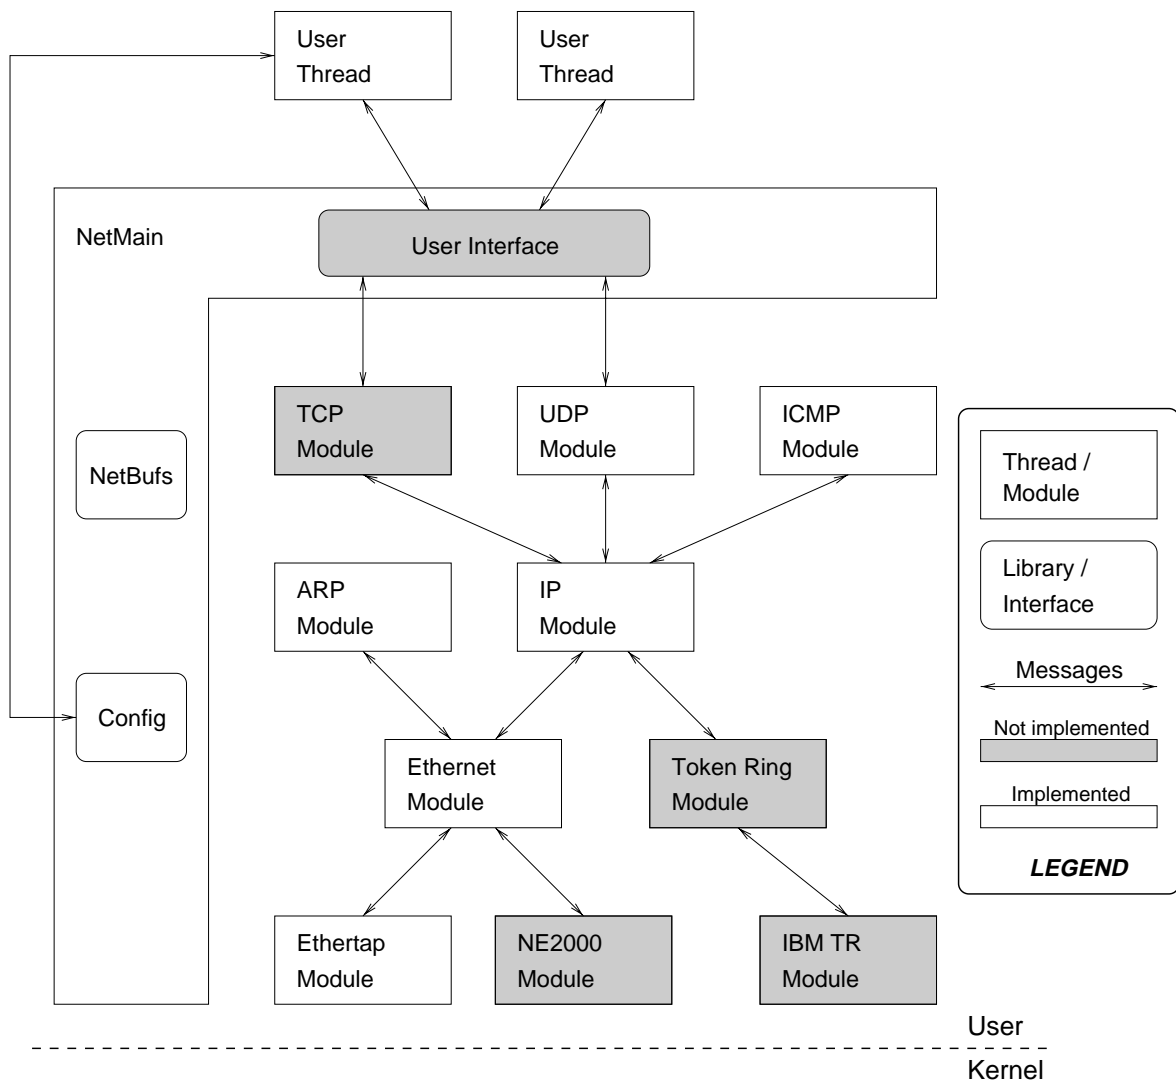 User
Thread
User
Thread
NetMain
User Interface
TCP
Module
UDP
Module
ICMP
Module
NetBufs
ARP
Module
IP
Module
Config
Ethernet
Module
Token Ring
Module
Ethertap
Module
NE2000
Module
IBM TR
Module
Thread /
Module
Library /
Interface
Messages
Not implemented
Implemented
LEGEND
User
Kernel